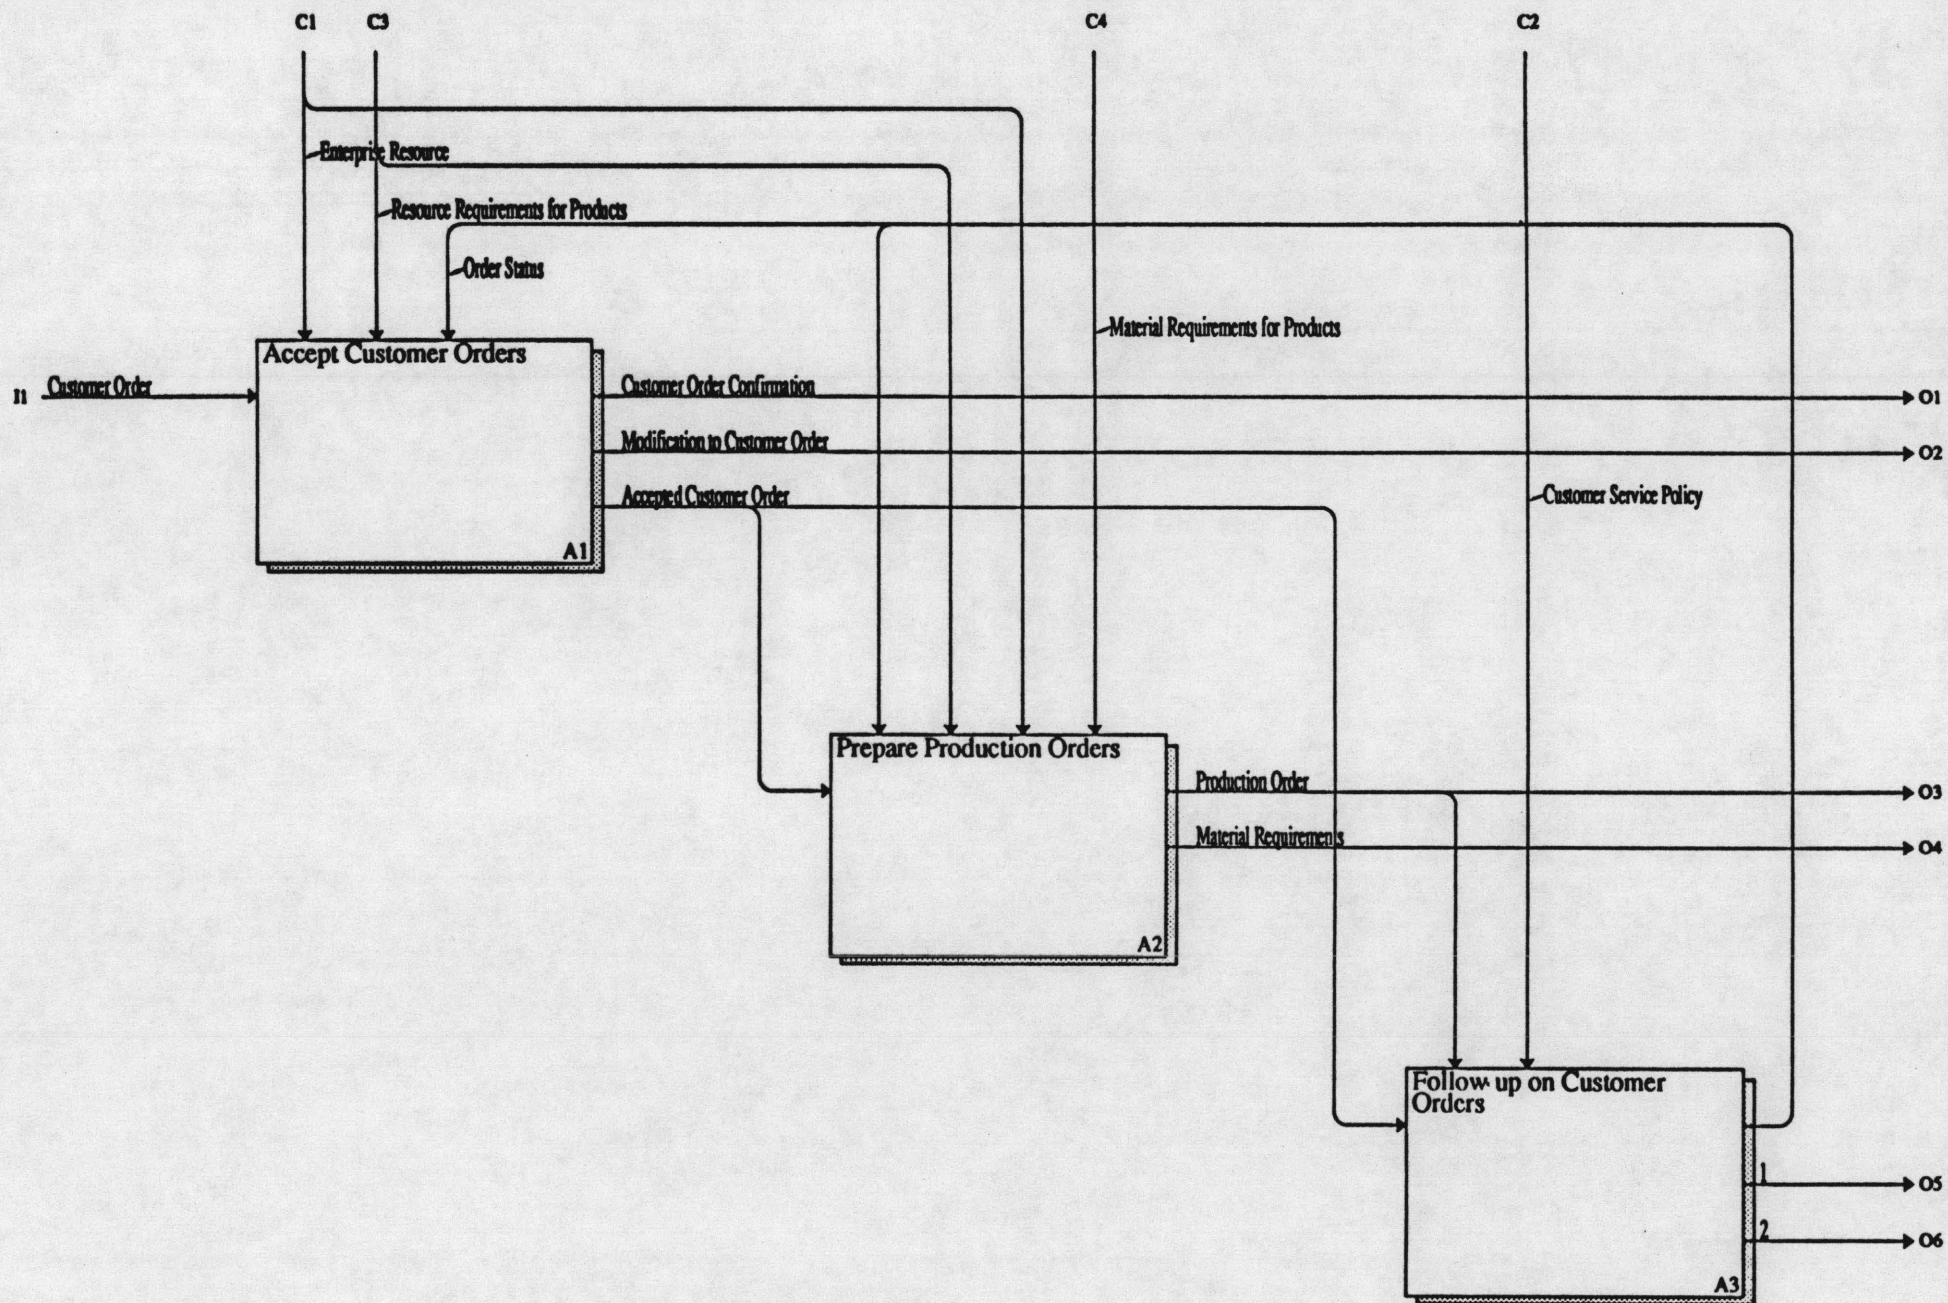 C1 C3 C4 C2
Enterprise Resource
Resource Requirements for Products
Order Status
Material Requirements for Products
Accept Customer Orders
I1 Customer Order
Customer Order Confirmation
O1
Modification to Customer Order
O2
Accepted Customer Order
Customer Service Policy
A1
Prepare Production Orders
Production Order
O3
Material Requirements
O4
A2
Follow-up on Customer
Orders
1
O5
2
O6
A3